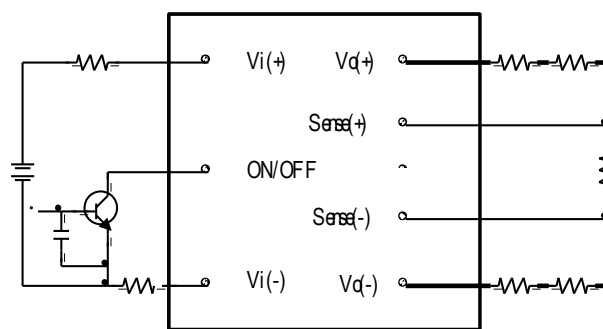 Vi(+) Vo(+)
Sense(+)
ON/OFF
Sense(-)
Vi(-) Vo(-)